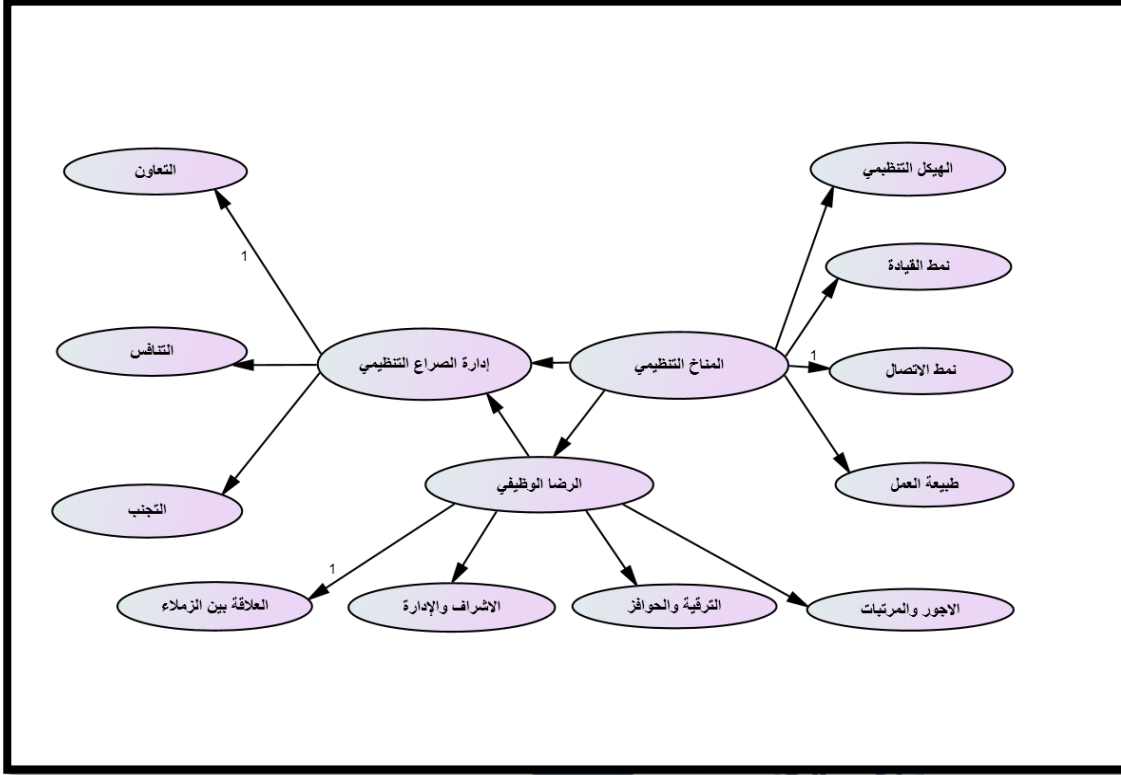 الهيكل التنظيمي
التعاون
نمط القيادة
1
إدارة الصراع التنظيمي
المناخ التنظيمي
1
نمط الاتصال
التنافس
طبيعة العمل
الرضا الوظيفي
التجنب
1
الاجور والمرتبات
الترقية والحوافز
الاشراف والإدارة
العلاقة بين الزملاء